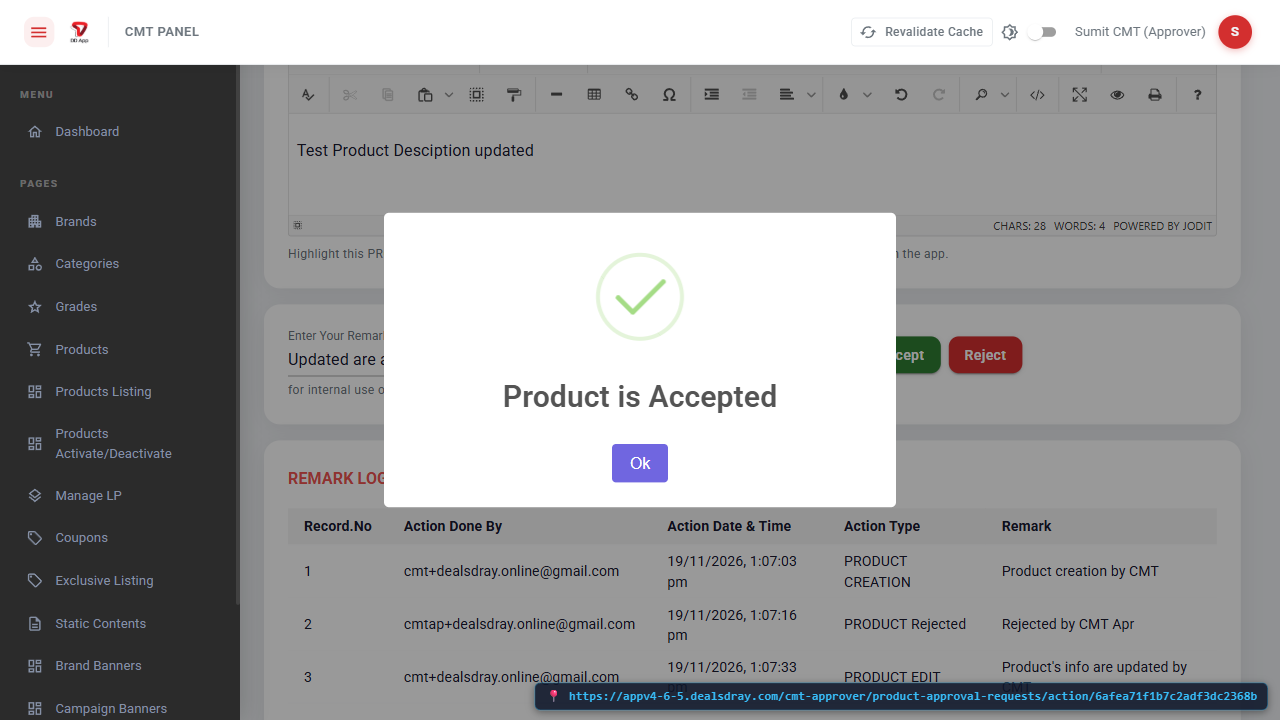 DD App
CMT PANEL
Revalidate Cache
Sumit CMT (Approver)
S
MENU
Dashboard
PAGES
Brands
Categories
Grades
Products
Products Listing
Products
Activate/Deactivate
Manage LP
Coupons
Exclusive Listing
Static Contents
Brand Banners
Campaign Banners
Test Product Desciption updated
CHARS: 28 WORDS: 4 POWERED BY JODIT
Highlight this PR
the app.
Enter Your Remar
Updated are a
for internal use o
cept
Reject
Product is Accepted
Ok
REMARK LOG
Record.No Action Done By Action Date & Time Action Type Remark
1 cmt+dealsdray.online@gmail.com 19/11/2026, 1:07:03 pm PRODUCT CREATION Product creation by CMT
2 cmtap+dealsdray.online@gmail.com 19/11/2026, 1:07:16 pm PRODUCT Rejected Rejected by CMT Apr
3 cmt+dealsdray.online@gmail.com 19/11/2026, 1:07:33 PRODUCT EDIT Product's info are updated by
https://appv4-6-5.dealsdray.com/cmt-approver/product-approval-requests/action/6afea71f1b7c2adf3dc2368b